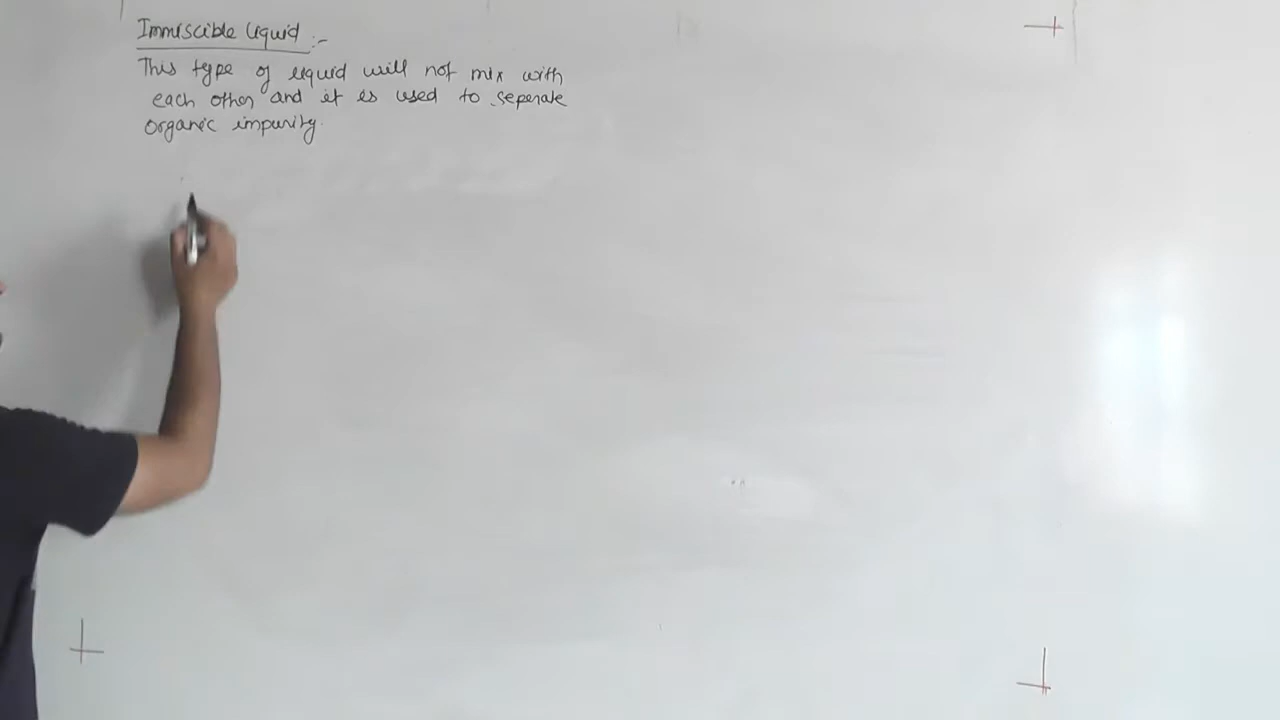 Immiscible liquid :-
This type of liquid will not mix with
each other and it is used to seperate
organic impurity.